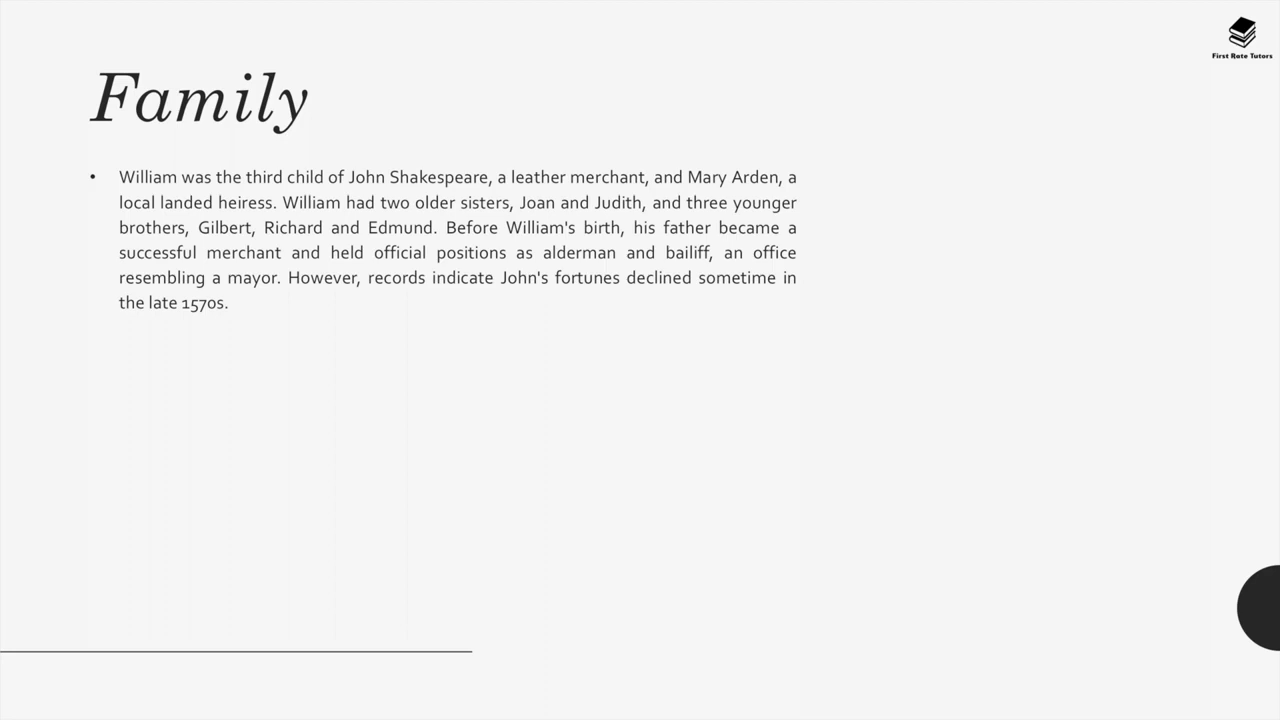 First Rate Tutors
Family
• William was the third child of John Shakespeare, a leather merchant, and Mary Arden, a
local landed heiress. William had two older sisters, Joan and Judith, and three younger
brothers, Gilbert, Richard and Edmund. Before William's birth, his father became a
successful merchant and held official positions as alderman and bailiff, an office
resembling a mayor. However, records indicate John's fortunes declined sometime in
the late 1570s.